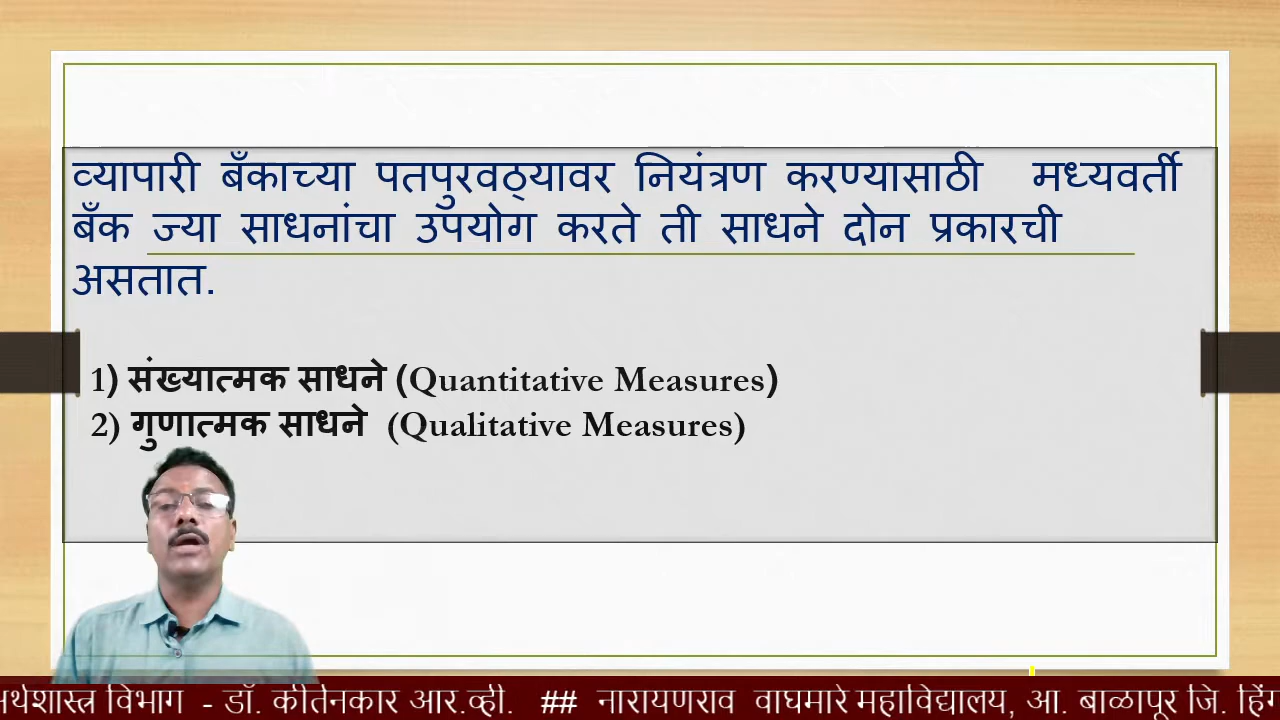 व्यापारी बँकाच्या पतपुरवठ्यावर नियंत्रण करण्यासाठी मध्यवर्ती
बँक ज्या साधनांचा उपयोग करते ती साधने दोन प्रकारची
असतात.
1) संख्यात्मक साधने (Quantitative Measures)
2) गुणात्मक साधने (Qualitative Measures)
विभाग - डॉ. कीर्तनकार आर.व्ही. ## नारायणराव वाघमारे महाविद्यालय, आ. बाळापूर जि.